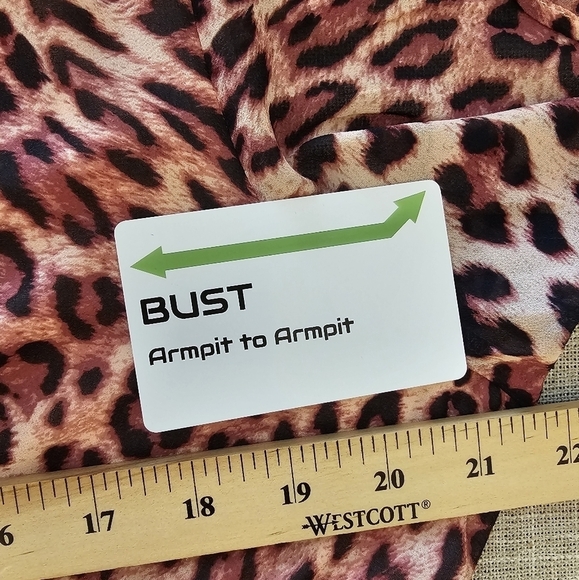 BUST
Armpit to Armpit
6 17 18 19 20 21 22
WESTCOTT®